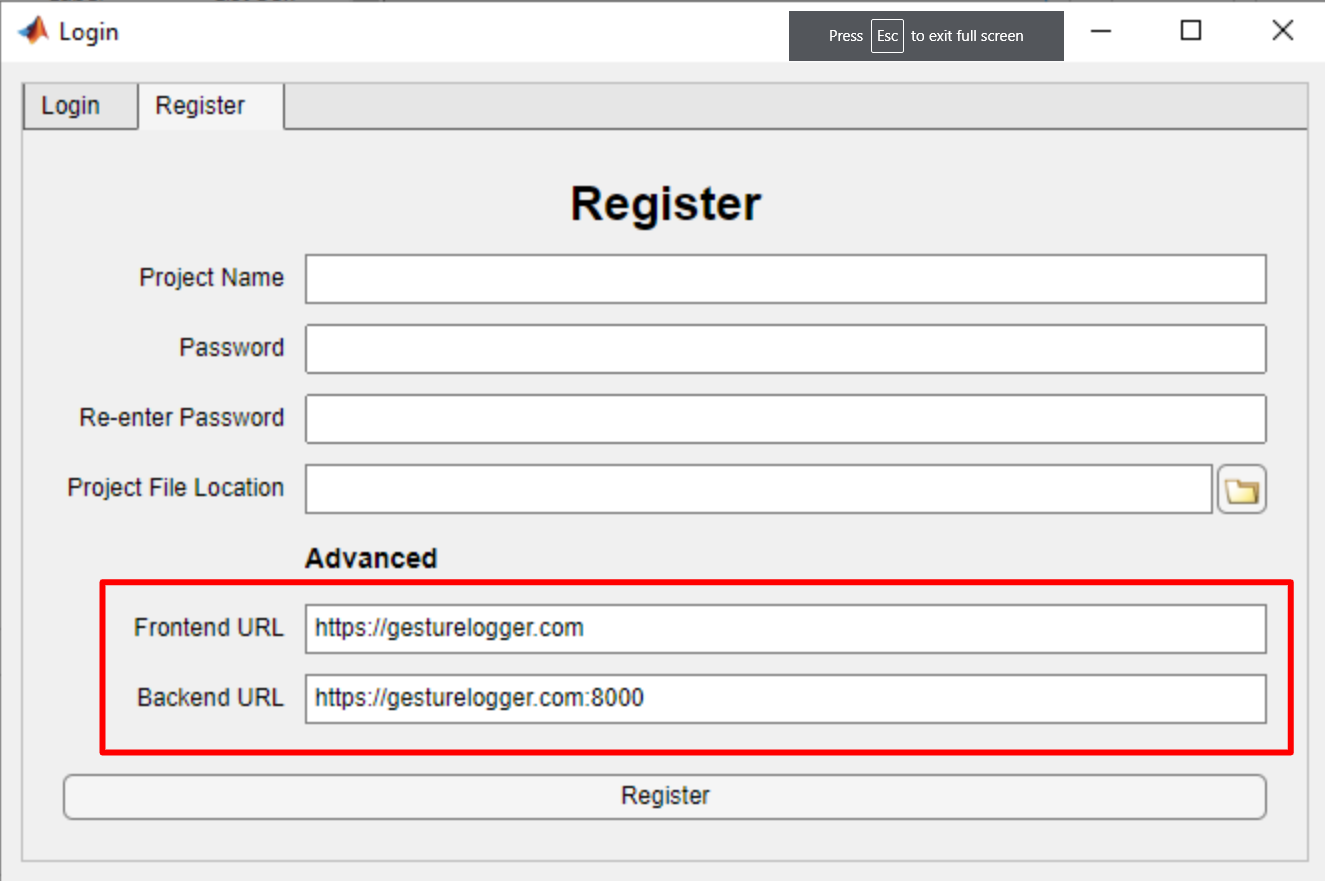 Login
Press Esc to exit full screen
Login Register
Register
Project Name
Password
Re-enter Password
Project File Location
Advanced
Frontend URL https://gesturelogger.com
Backend URL https://gesturelogger.com:8000
Register